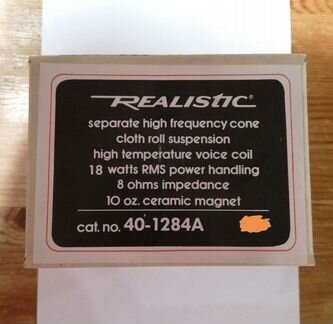 REALISTIC®
separate high frequency cone
cloth roll suspension
high temperature voice coil
18 watts RMS power handling
8 ohms impedance
10 oz. ceramic magnet
cat. no. 40-1284A